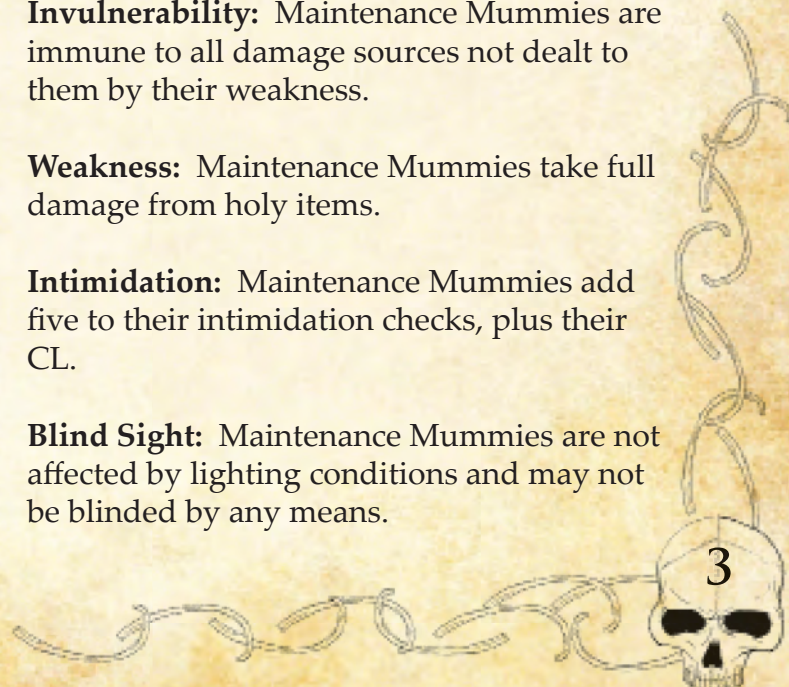 Invulnerability: Maintenance Mummies are
immune to all damage sources not dealt to
them by their weakness.
Weakness: Maintenance Mummies take full
damage from holy items.
Intimidation: Maintenance Mummies add
five to their intimidation checks, plus their
CL.
Blind Sight: Maintenance Mummies are not
affected by lighting conditions and may not
be blinded by any means.
3